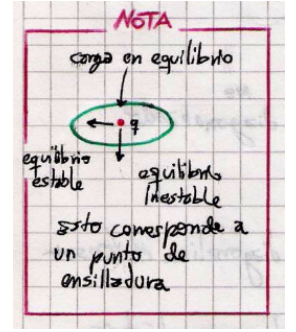 NOTA
carga en equilibrio
q
equilibrio
estable
equilibrio
Inestable
Esto corresponde a
un punto de
ensilladura